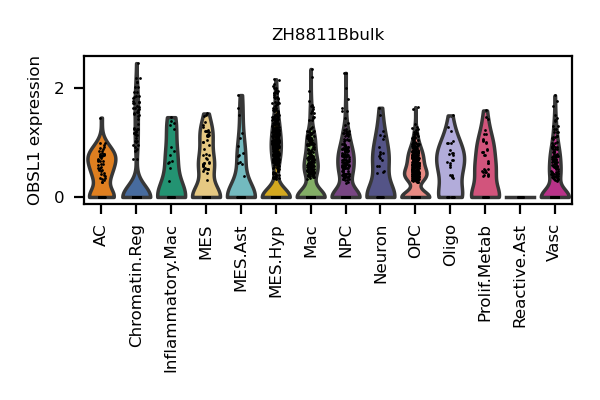 ZH8811Bbulk
OBSL1 expression
2
0
AC
Chromatin.Reg
Inflammatory.Mac
MES
MES.Ast
MES.Hyp
Mac
NPC
Neuron
OPC
Oligo
Prolif.Metab
Reactive.Ast
Vasc